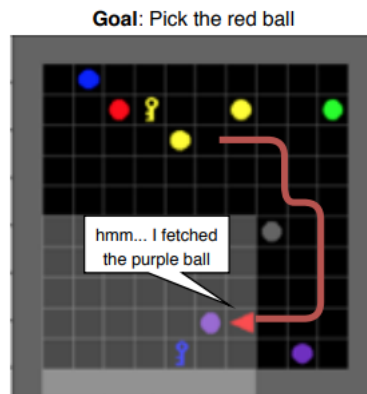 Goal: Pick the red ball
hmm... I fetched
the purple ball